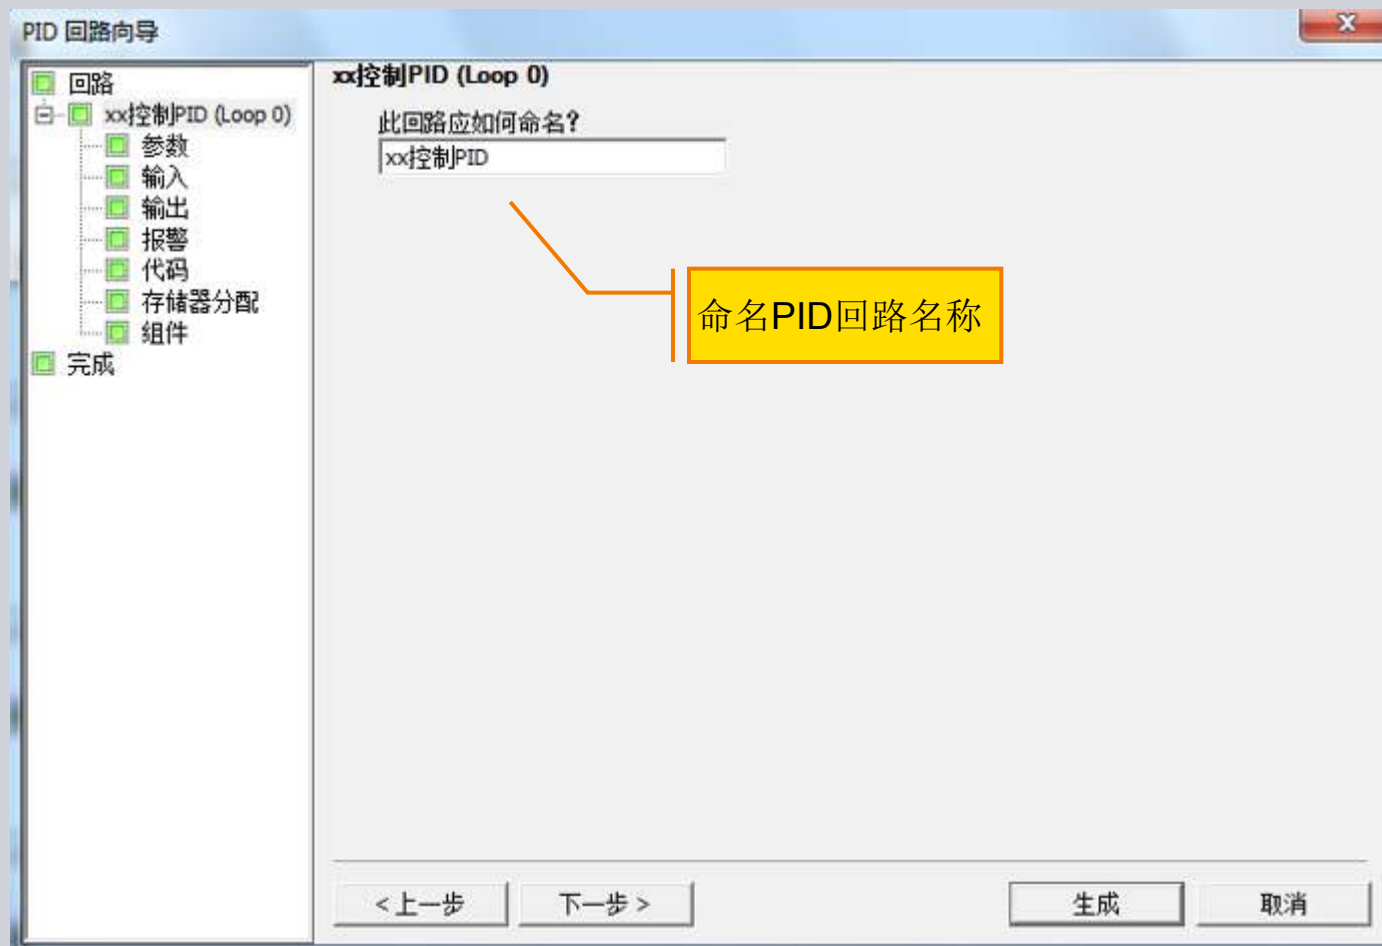 PID 回路向导
x
回路
xx控制PID (Loop 0)
参数
输入
输出
报警
代码
存储器分配
组件
完成
xx控制PID (Loop 0)
此回路应如何命名?
xx控制PID
命名PID回路名称
<上一步
下一步 >
生成
取消